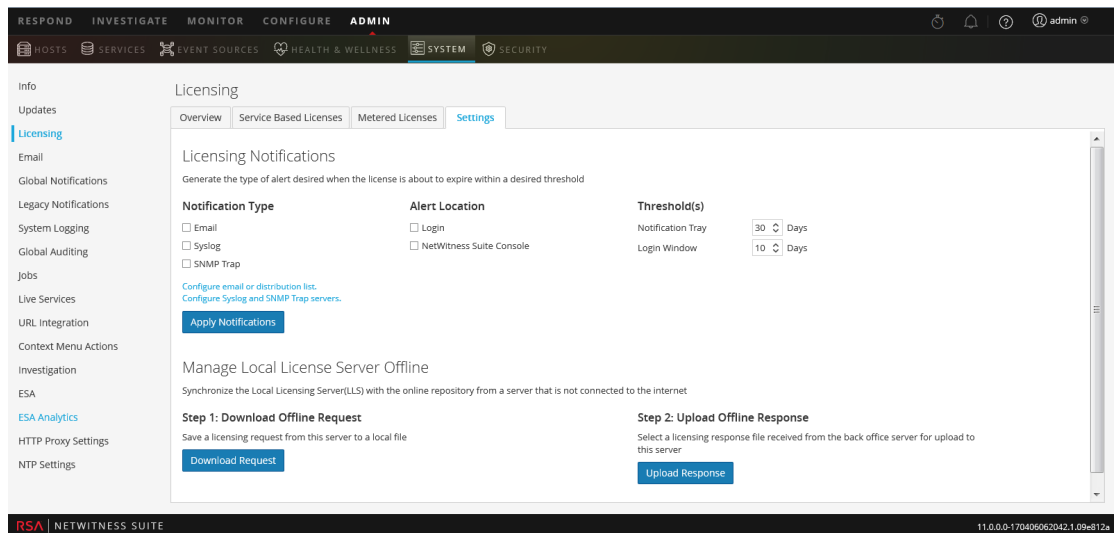 RESPOND INVESTIGATE MONITOR CONFIGURE ADMIN
admin
HOSTS SERVICES EVENT SOURCES HEALTH & WELLNESS SYSTEM SECURITY
Info
Updates
Licensing
Email
Global Notifications
Legacy Notifications
System Logging
Global Auditing
Jobs
Live Services
URL Integration
Context Menu Actions
Investigation
ESA
ESA Analytics
HTTP Proxy Settings
NTP Settings
Licensing
Overview Service Based Licenses Metered Licenses Settings
Licensing Notifications
Generate the type of alert desired when the license is about to expire within a desired threshold
Notification Type Alert Location Threshold(s)
Email Login Notification Tray 30 Days
Syslog NetWitness Suite Console Login Window 10 Days
SNMP Trap
Configure email or distribution list.
Configure Syslog and SNMP Trap servers.
Apply Notifications
Manage Local License Server Offline
Synchronize the Local Licensing Server(LLS) with the online repository from a server that is not connected to the internet
Step 1: Download Offline Request
Save a licensing request from this server to a local file
Download Request
Step 2: Upload Offline Response
Select a licensing response file received from the back office server for upload to
this server
Upload Response
RSA NETWITNESS SUITE
11.0.0.0-170406062042.1.09e812a